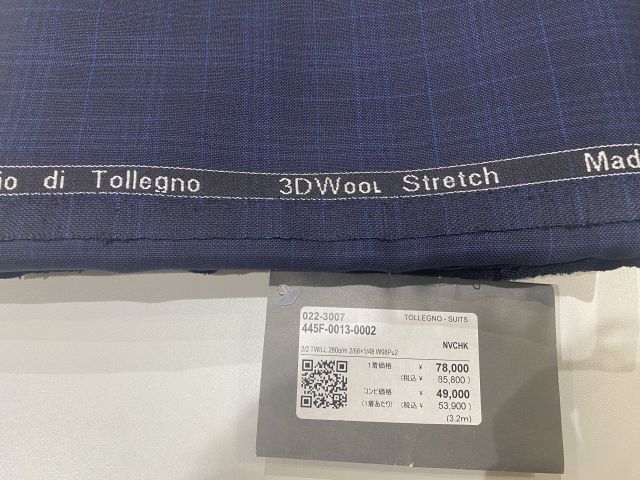 io di Tollegno 3DWOOL Stretch Mad
022-3007 TOLLEGNO - SUITS
445F-0013-0002
NVCHK
2/2 TWILL 280g/m 2/68×1/48 W98Pu2
1着価格 ¥ 78,000
(税込 ¥ 85,800)
コンビ価格 ¥ 49,000
(1着あたり) (税込 ¥ 53,900)
(3.2m)